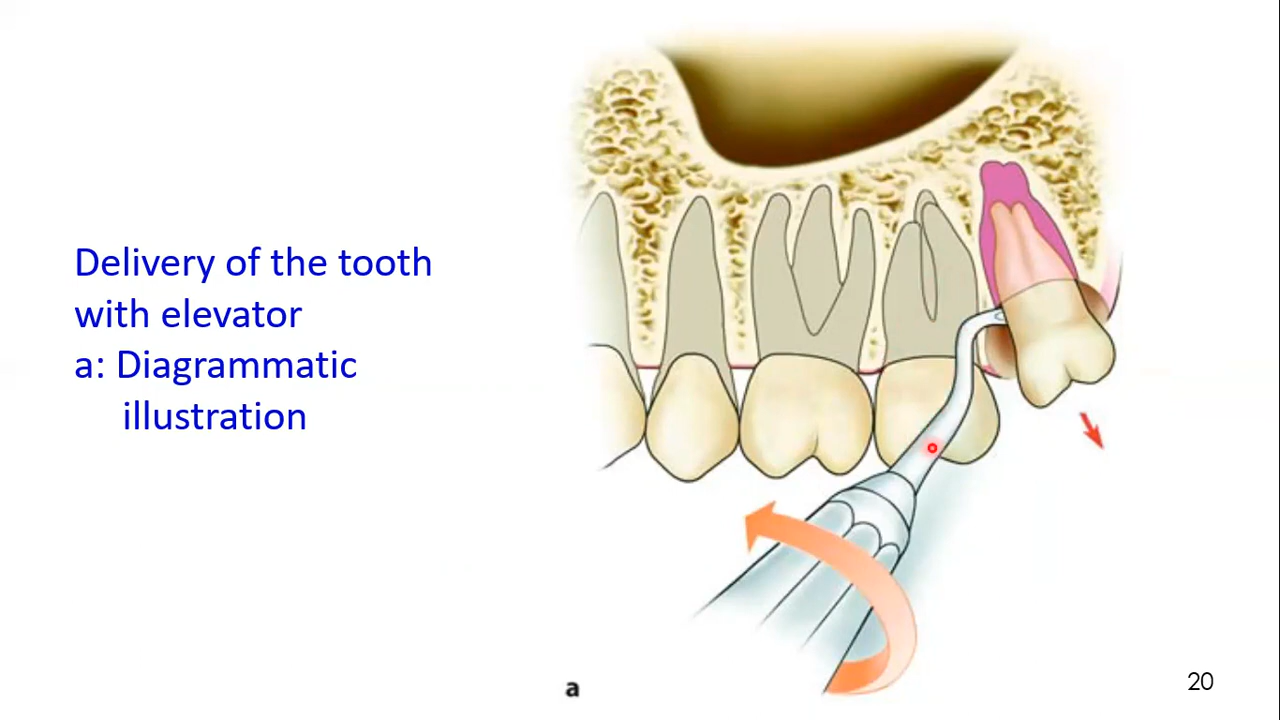 Delivery of the tooth
with elevator
a: Diagrammatic
illustration
a
20